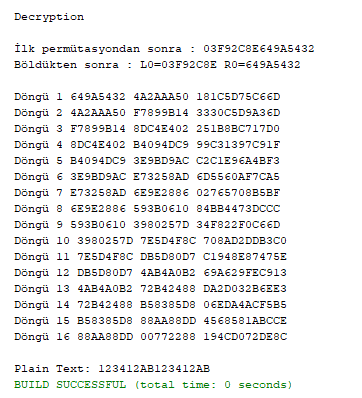 Decryption
İlk permütasyondan sonra : 03F92C8E649A5432
Böldükten sonra : L0=03F92C8E R0=649A5432
Döngü 1 649A5432 4A2AAA50 181C5D75C66D
Döngü 2 4A2AAA50 F7899B14 3330C5D9A36D
Döngü 3 F7899B14 8DC4E402 251B8BC717D0
Döngü 4 8DC4E402 B4094DC9 99C31397C91F
Döngü 5 B4094DC9 3E9BD9AC C2C1E96A4BF3
Döngü 6 3E9BD9AC E73258AD 6D5560AF7CA5
Döngü 7 E73258AD 6E9E2886 02765708B5BF
Döngü 8 6E9E2886 593B0610 84BB4473DCCC
Döngü 9 593B0610 3980257D 34F822F0C66D
Döngü 10 3980257D 7E5D4F8C 708AD2DDB3C0
Döngü 11 7E5D4F8C DB5D80D7 C1948E87475E
Döngü 12 DB5D80D7 4AB4A0B2 69A629FEC913
Döngü 13 4AB4A0B2 72B42488 DA2D032B6EE3
Döngü 14 72B42488 B58385D8 06EDA4ACF5B5
Döngü 15 B58385D8 88AA88DD 4568581ABCCE
Döngü 16 88AA88DD 00772288 194CD072DE8C
Plain Text: 123412AB123412AB
BUILD SUCCESSFUL (total time: 0 seconds)